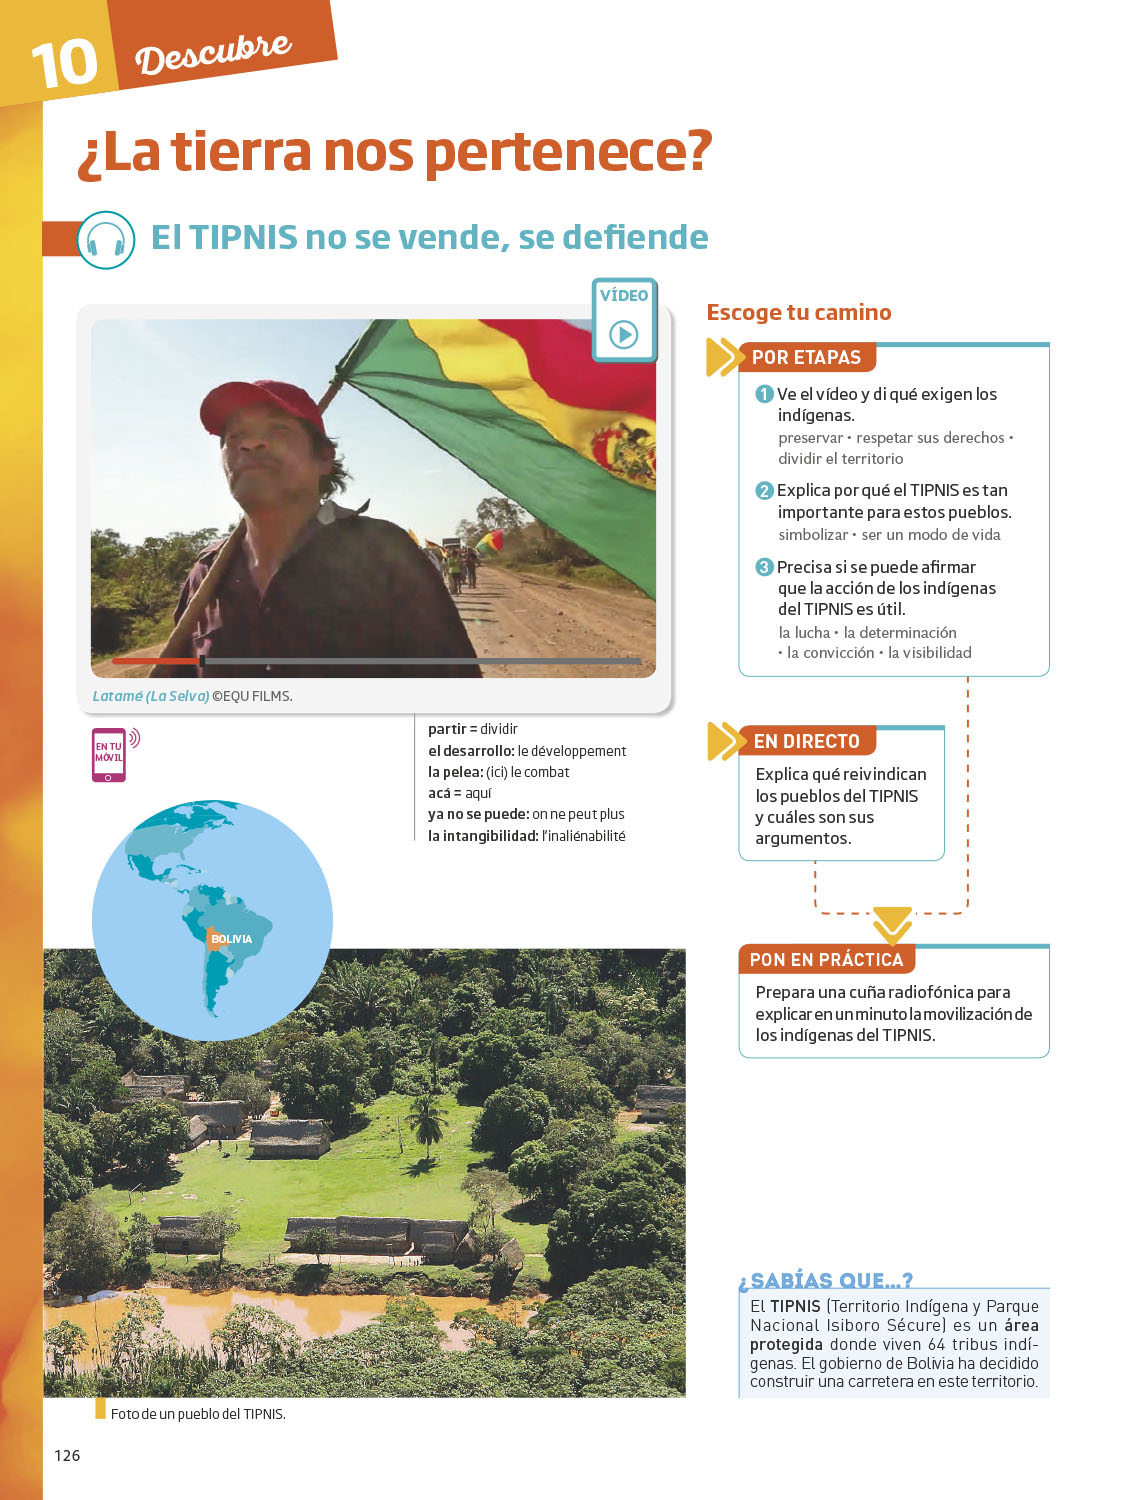 10
Descubre
¿La tierra nos pertenece?
El TIPNIS no se vende, se defiende
VÍDEO
Latamé (La Selva) ©EQU FILMS.
EN TU
MÓVIL
partir = dividir
el desarrollo: le développement
la pelea: (ici) le combat
acá = aquí
ya no se puede: on ne peut plus
la intangibilidad: l'inaliénabilité
BOLIVIA
Foto de un pueblo del TIPNIS.
Escoge tu camino
POR ETAPAS
1 Ve el vídeo y di qué exigen los
indígenas.
preservar • respetar sus derechos •
dividir el territorio
2 Explica por qué el TIPNIS es tan
importante para estos pueblos.
simbolizar • ser un modo de vida
3 Precisa si se puede afirmar
que la acción de los indígenas
del TIPNIS es útil.
la lucha • la determinación
• la convicción • la visibilidad
EN DIRECTO
Explica qué reivindican
los pueblos del TIPNIS
y cuáles son sus
argumentos.
PON EN PRÁCTICA
Prepara una cuña radiofónica para
explicar en un minuto la movilización de
los indígenas del TIPNIS.
¿SABÍAS QUE...?
El TIPNIS (Territorio Indígena y Parque
Nacional Isiboro Sécure) es un área
protegida donde viven 64 tribus indí-
genas. El gobierno de Bolivia ha decidido
construir una carretera en este territorio.
126